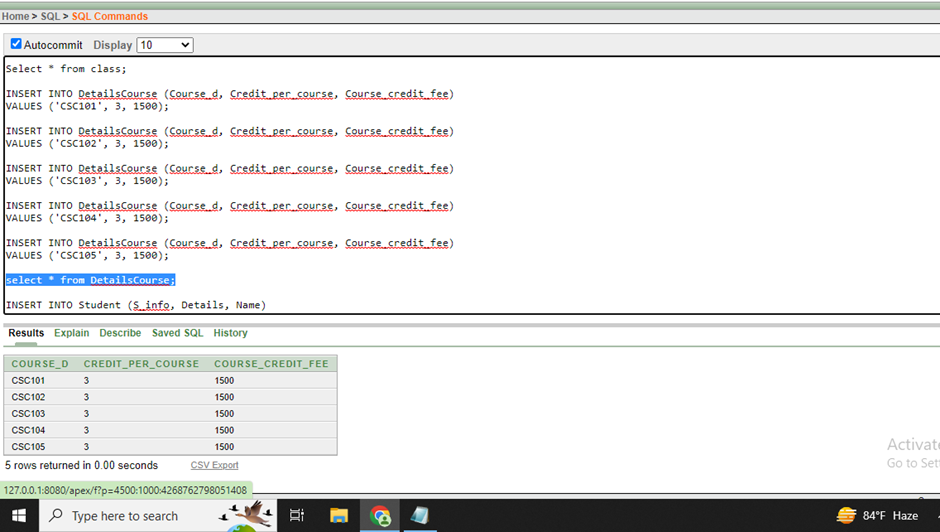 Home > SQL > SQL Commands
Autocommit Display 10
Select * from class;
INSERT INTO DetailsCourse (Course_d, Credit_per_course, Course_credit_fee)
VALUES ('CSC101', 3, 1500);
INSERT INTO DetailsCourse (Course_d, Credit_per_course, Course_credit_fee)
VALUES ('CSC102', 3, 1500);
INSERT INTO DetailsCourse (Course_d, Credit_per_course, Course_credit_fee)
VALUES ('CSC103', 3, 1500);
INSERT INTO DetailsCourse (Course_d, Credit_per_course, Course_credit_fee)
VALUES ('CSC104', 3, 1500);
INSERT INTO DetailsCourse (Course_d, Credit_per_course, Course_credit_fee)
VALUES ('CSC105', 3, 1500);
select * from DetailsCourse;
INSERT INTO Student (S_info, Details, Name)
Results Explain Describe Saved SQL History
COURSE_D CREDIT_PER_COURSE COURSE_CREDIT_FEE
CSC101 3 1500
CSC102 3 1500
CSC103 3 1500
CSC104 3 1500
CSC105 3 1500
5 rows returned in 0.00 seconds CSV Export
Activat
Go to Set
127.0.0.1:8080/apex/f?p=4500:1000:4268762798051408
Type here to search 84°F Haze